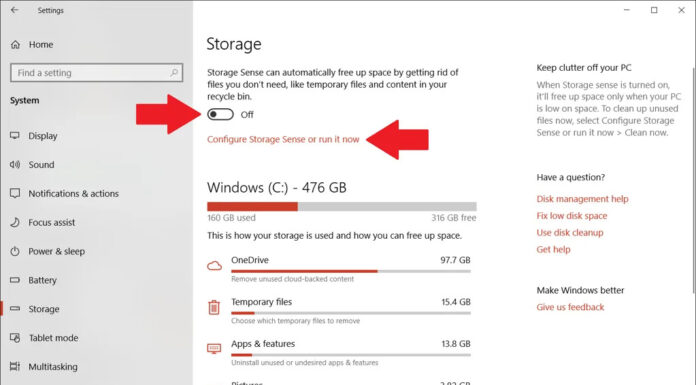 Settings
Home
Find a setting
System
Display
Sound
Notifications & actions
Focus assist
Power & sleep
Battery
Storage
Tablet mode
Multitasking
Storage
Storage Sense can automatically free up space by getting rid of
files you don't need, like temporary files and content in your
recycle bin.
Off
Configure Storage Sense or run it now
Windows (C:) - 476 GB
160 GB used 316 GB free
This is how your storage is used and how you can free up space.
OneDrive 97.7 GB
Remove unused cloud-backed content
Temporary files 15.4 GB
Choose which temporary files to remove
Apps & features 13.8 GB
Uninstall unused or undesired apps & features
Keep clutter off your PC
When Storage sense is turned on,
it'll free up space only when your PC
is low on space. To clean up unused
files now, select Configure Storage
Sense or run it now > Clean now.
Have a question?
Disk management help
Fix low disk space
Use disk cleanup
Get help
Make Windows better
Give us feedback